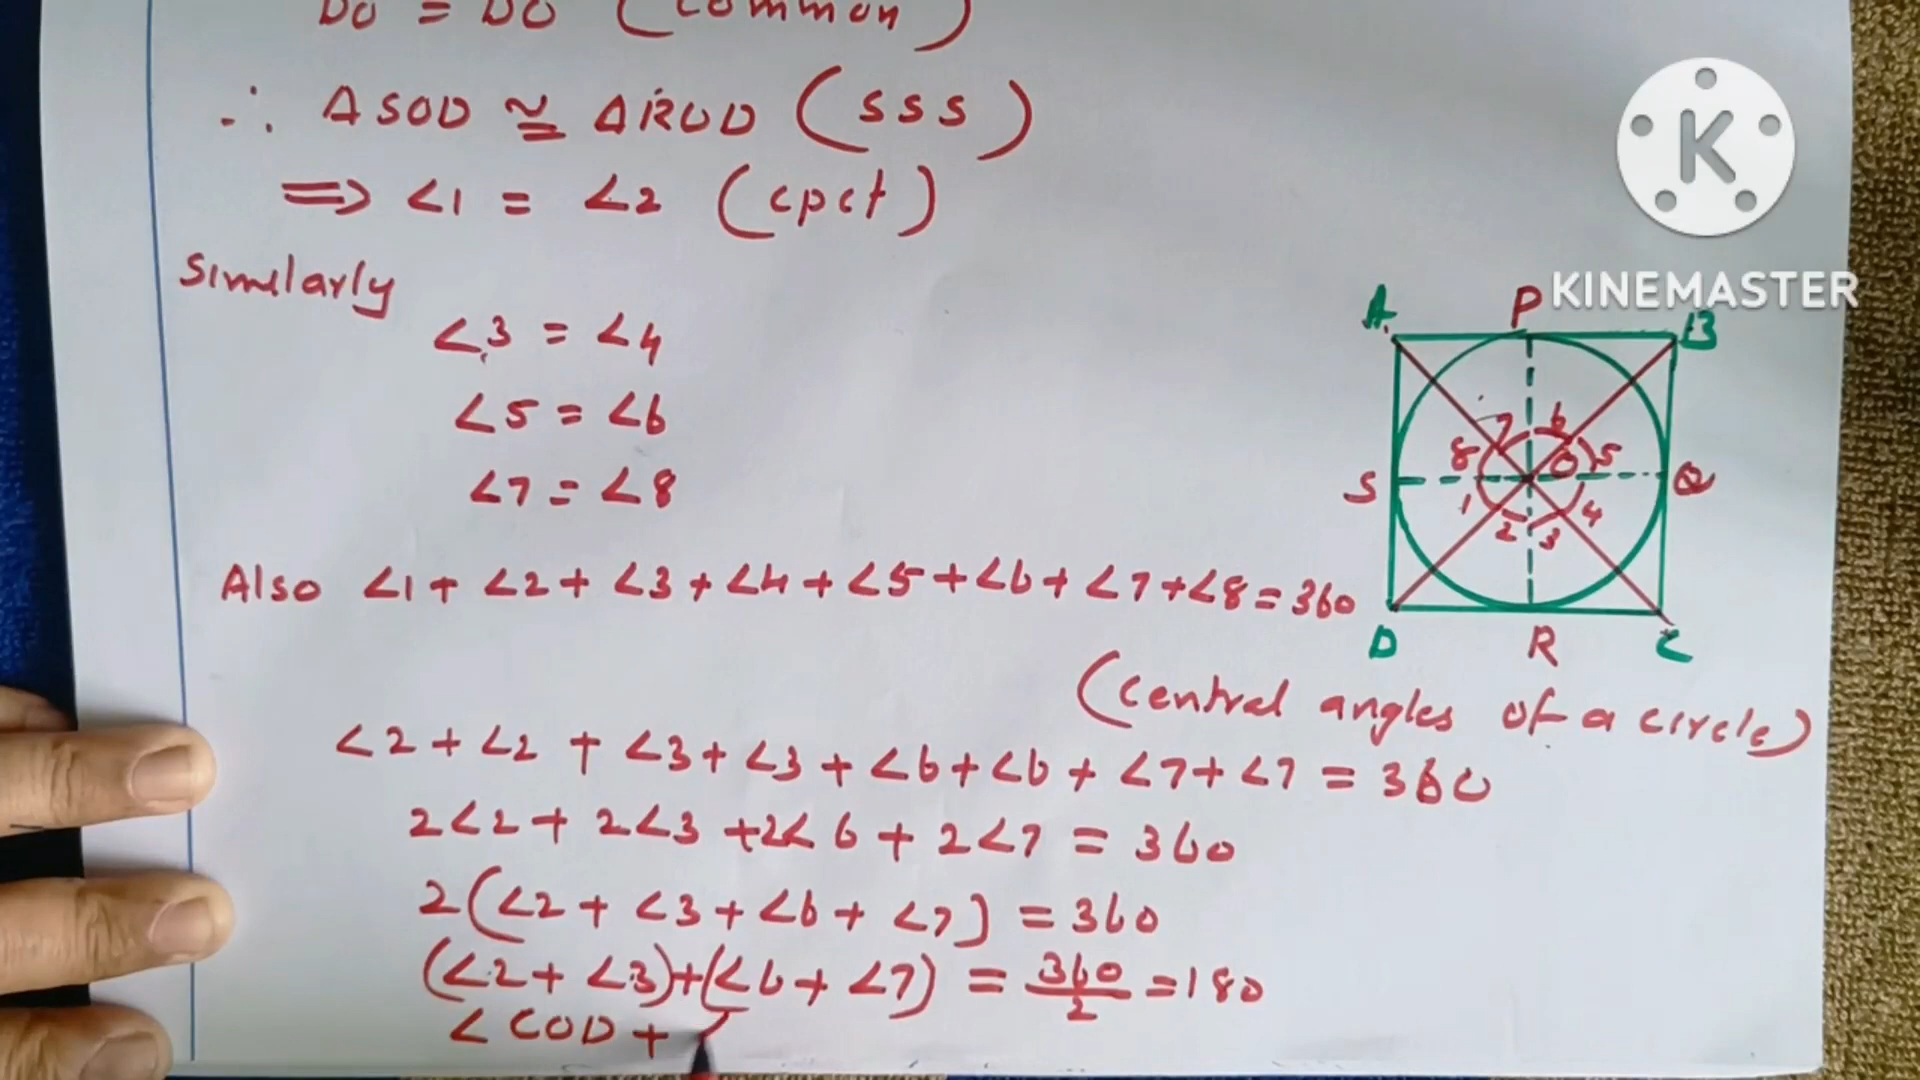 DO = DO (common)
∴ ΔSOD ≅ ΔROD (SSS)
⇒ ∠1 = ∠2 (cpct)
Similarly
∠3 = ∠4
∠5 = ∠6
∠7 = ∠8
Also ∠1 + ∠2 + ∠3 + ∠4 + ∠5 + ∠6 + ∠7 + ∠8 = 360
(Central angles of a circle)
∠2 + ∠2 + ∠3 + ∠3 + ∠6 + ∠6 + ∠7 + ∠7 = 360
2∠2 + 2∠3 + 2∠6 + 2∠7 = 360
2(∠2 + ∠3 + ∠6 + ∠7) = 360
(∠2 + ∠3) + (∠6 + ∠7) = 360/2 = 180
∠COD + ∠
K
KINEMASTER
A P B
7 6
8 O 5
S Q
1 4
2 3
D R C